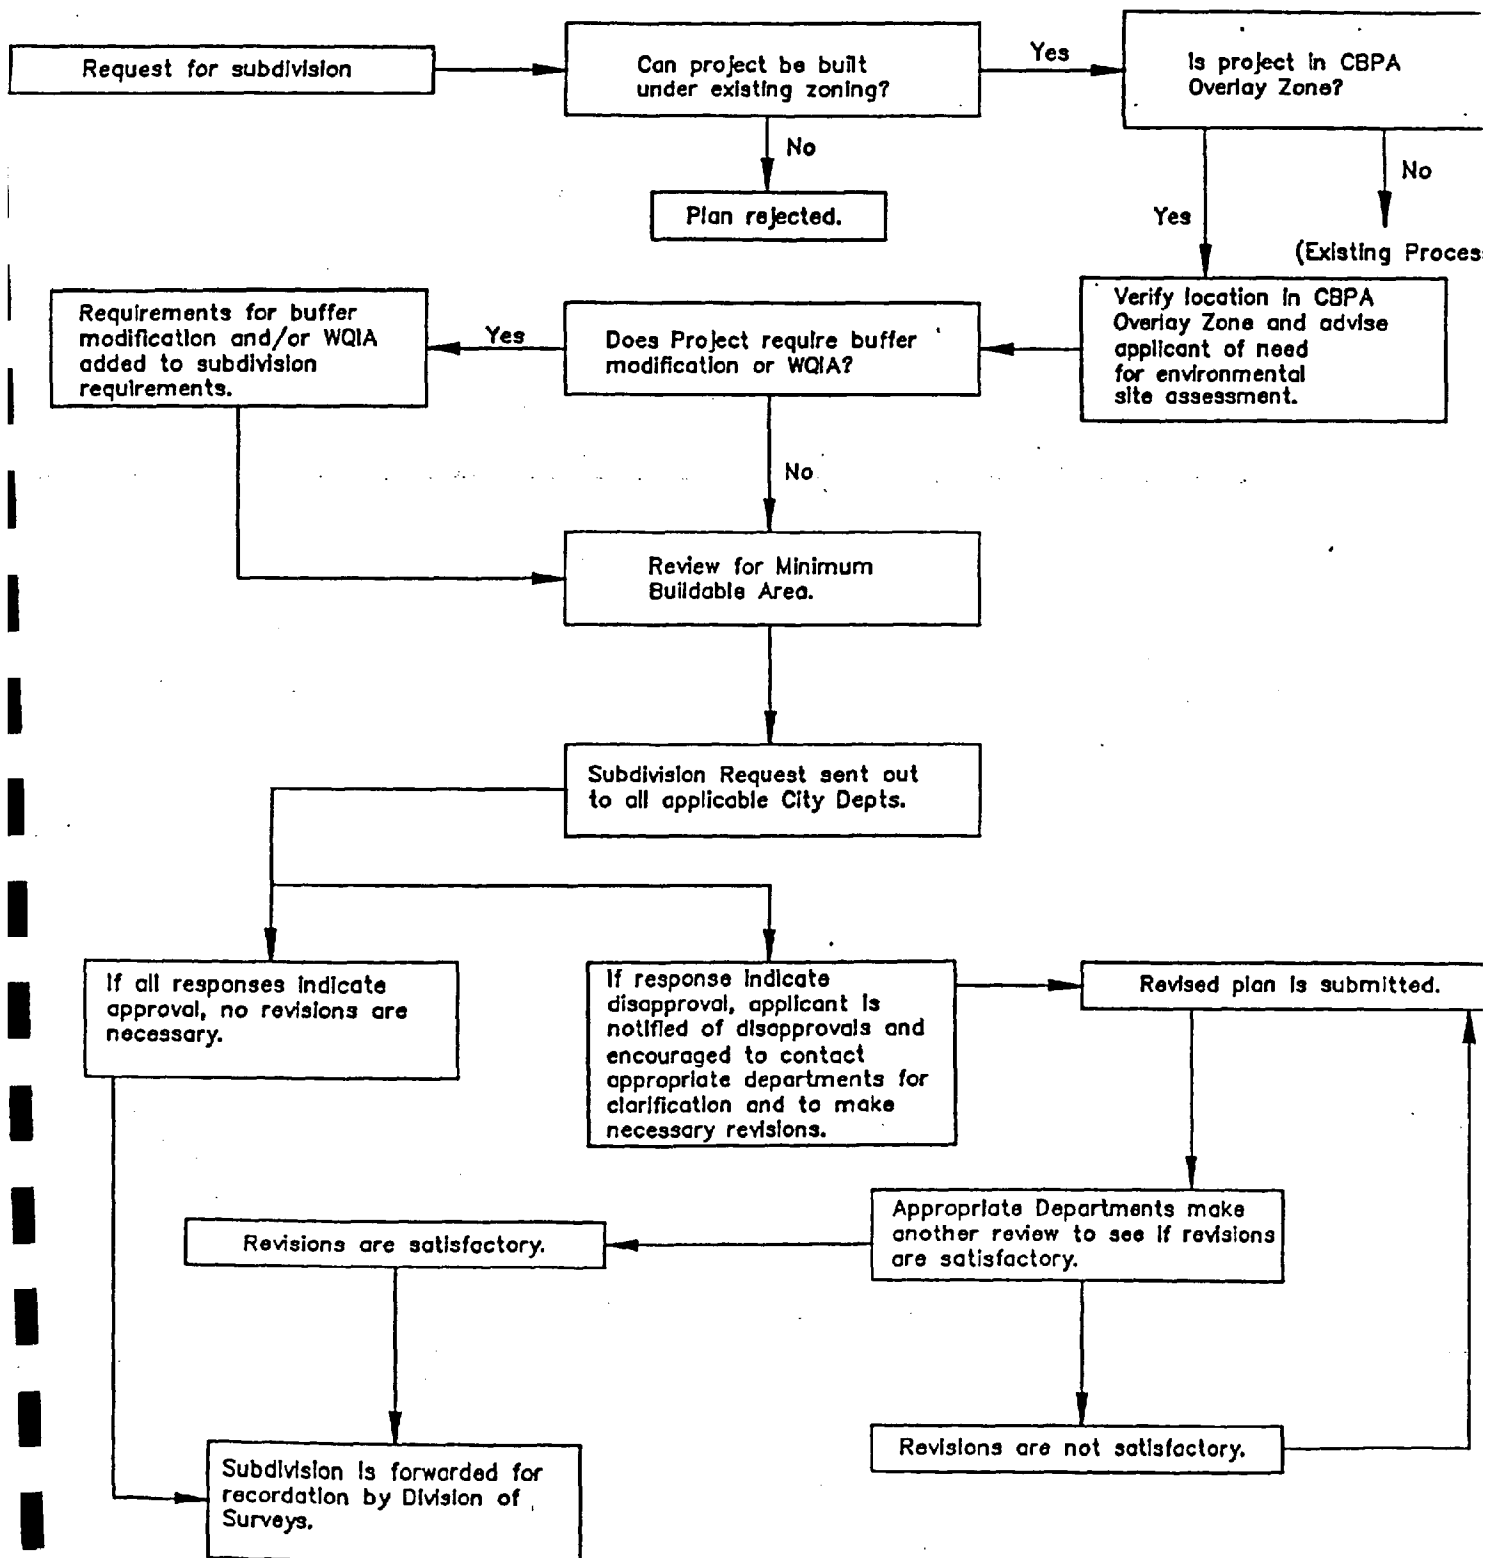 Request for subdivision
Can project be built
under existing zoning?
Yes
Is project in CBPA
Overlay Zone?
No
Plan rejected.
Yes
No
(Existing Proces
Requirements for buffer
modification and/or WQIA
added to subdivision
requirements.
Yes
Does Project require buffer
modification or WQIA?
Verify location in CBPA
Overlay Zone and advise
applicant of need
for environmental
site assessment.
No
Review for Minimum
Buildable Area.
Subdivision Request sent out
to all applicable City Depts.
If all responses indicate
approval, no revisions are
necessary.
If response indicate
disapproval, applicant is
notified of disapprovals and
encouraged to contact
appropriate departments for
clarification and to make
necessary revisions.
Revised plan is submitted.
Appropriate Departments make
another review to see if revisions
are satisfactory.
Revisions are satisfactory.
Revisions are not satisfactory.
Subdivision is forwarded for
recordation by Division of
Surveys.